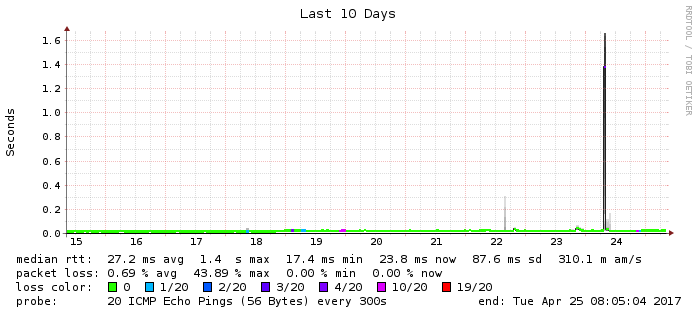 Last 10 Days
RRDTOOL / TOBI OETIKER
Seconds
1.6
1.4
1.2
1.0
0.8
0.6
0.4
0.2
0.0
15 16 17 18 19 20 21 22 23 24
median rtt: 27.2 ms avg 1.4 s max 17.4 ms min 23.8 ms now 87.6 ms sd 310.1 m am/s
packet loss: 0.69 % avg 43.89 % max 0.00 % min 0.00 % now
loss color: 0 1/20 2/20 3/20 4/20 10/20 19/20
probe: 20 ICMP Echo Pings (56 Bytes) every 300s end: Tue Apr 25 08:05:04 2017